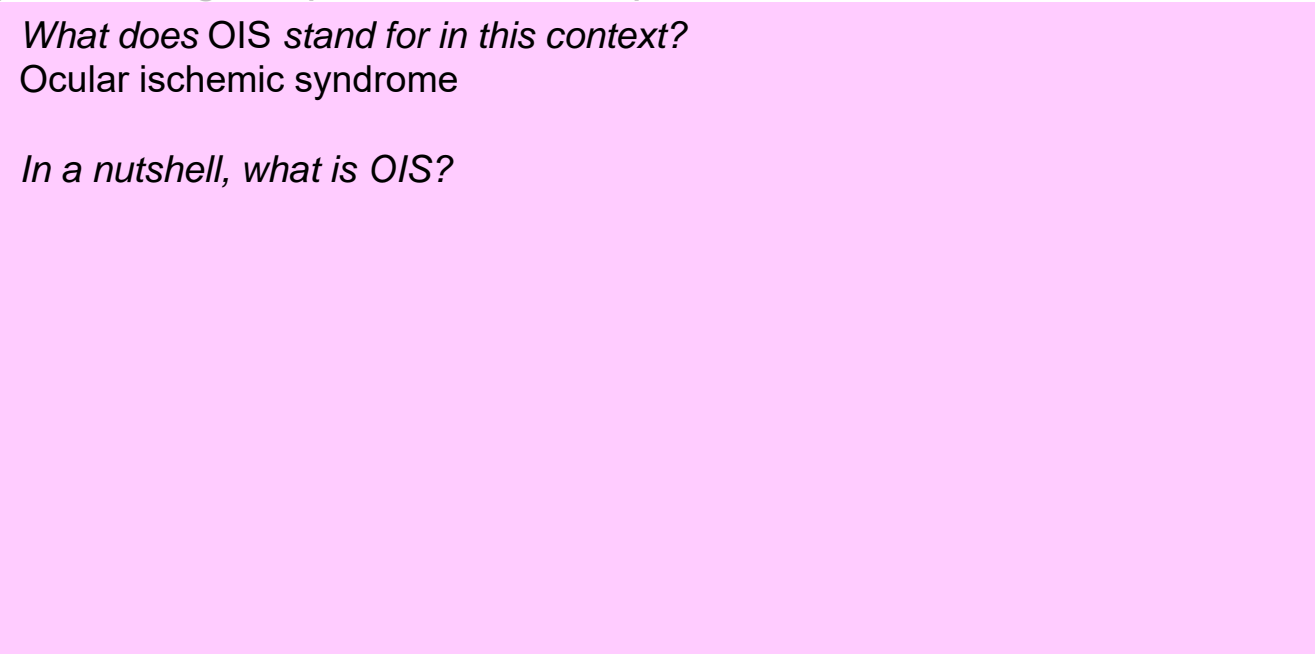 What does OIS stand for in this context?
Ocular ischemic syndrome
In a nutshell, what is OIS?